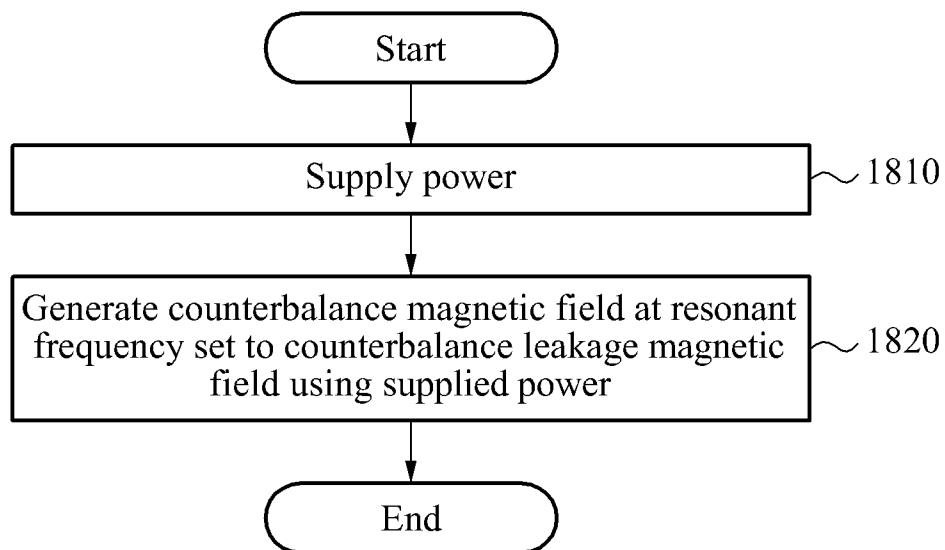 Start
Supply power
1810
Generate counterbalance magnetic field at resonant
frequency set to counterbalance leakage magnetic
field using supplied power
1820
End